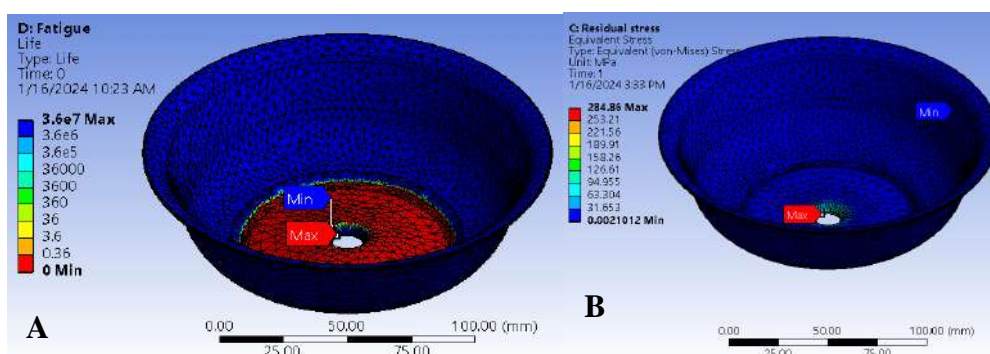 D: Fatigue
Life
Type: Life
Time: 0
1/16/2024 10:23 AM
3.6e7 Max
3.6e6
3.6e5
36000
3600
360
36
3.6
0.36
0 Min
Min
Max
A
0.00 50.00 100.00 (mm)
25.00 75.00
C: Residual stress
Equivalent Stress
Type: Equivalent (von-Mises) Stres
Unit: MPa
Time: 1
1/16/2024 3:33 PM
284.86 Max
253.21
221.56
189.91
158.26
126.61
94.955
63.304
31.653
0.0021012 Min
Min
Max
B
0.00 50.00 100.00 (mm)
25.00 75.00